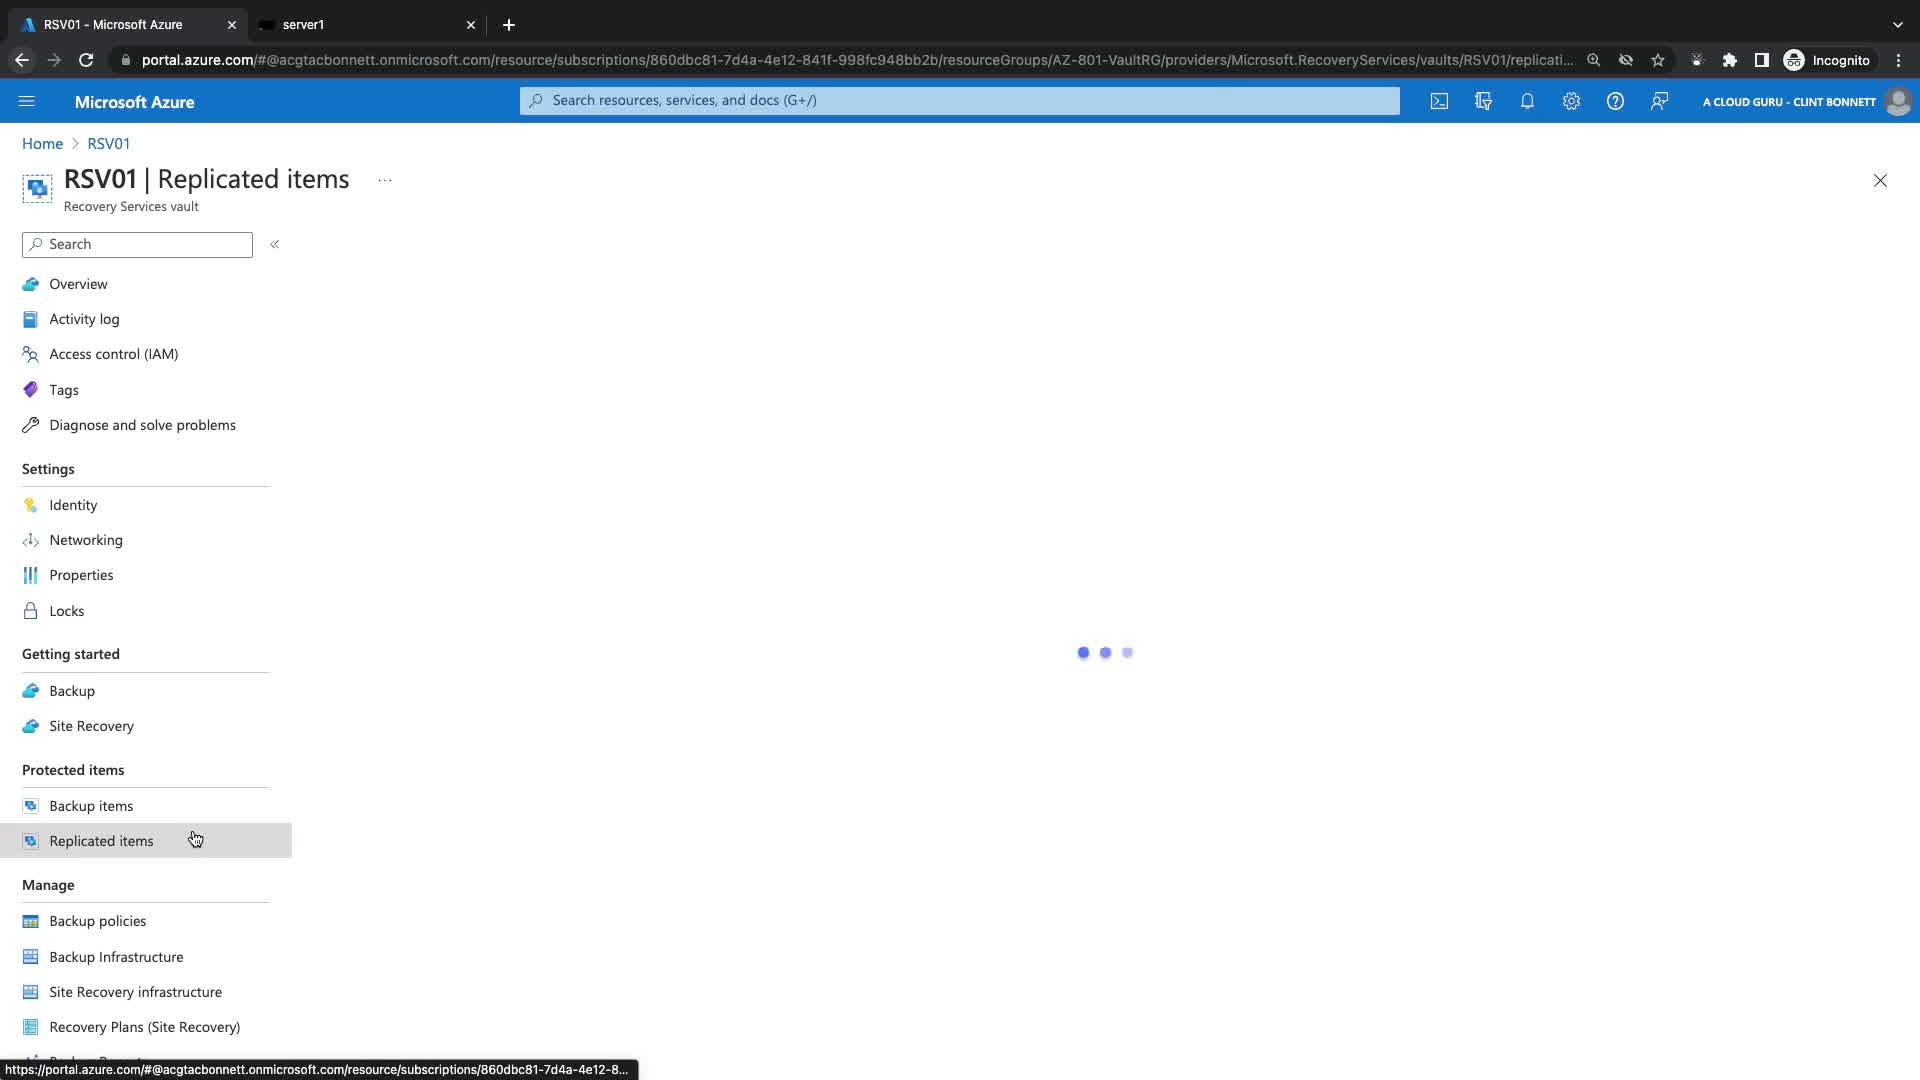 RSV01 - Microsoft Azure
server1
portal.azure.com/#@acgtacbonnett.onmicrosoft.com/resource/subscriptions/860dbc81-7d4a-4e12-841f-998fc948bb2b/resourceGroups/AZ-801-VaultRG/providers/Microsoft.RecoveryServices/vaults/RSV01/replicati...
Incognito
Microsoft Azure
Search resources, services, and docs (G+/)
A CLOUD GURU - CLINT BONNETT
Home > RSV01
RSV01 | Replicated items ...
Recovery Services vault
Search
«
Overview
Activity log
Access control (IAM)
Tags
Diagnose and solve problems
Settings
Identity
Networking
Properties
Locks
Getting started
Backup
Site Recovery
Protected items
Backup items
Replicated items
Manage
Backup policies
Backup Infrastructure
Site Recovery infrastructure
Recovery Plans (Site Recovery)
https://portal.azure.com/#@acgtacbonnett.onmicrosoft.com/resource/subscriptions/860dbc81-7d4a-4e12-8...